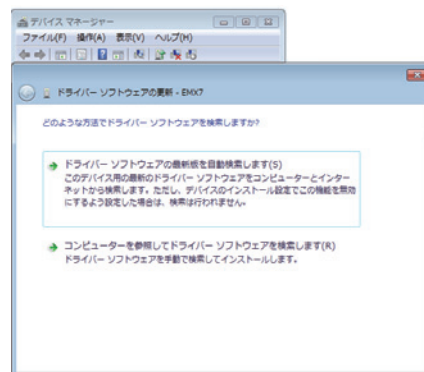 デバイス マネージャー
ファイル(F) 操作(A) 表示(V) ヘルプ(H)
ドライバー ソフトウェアの更新 - EMX7
どのような方法でドライバー ソフトウェアを検索しますか?
ドライバー ソフトウェアの最新版を自動検索します(S)
このデバイス用の最新のドライバー ソフトウェアをコンピューターとインター
ネットから検索します。ただし、デバイスのインストール設定でこの機能を無効
にするよう設定した場合は、検索は行われません。
コンピューターを参照してドライバー ソフトウェアを検索します(R)
ドライバー ソフトウェアを手動で検索してインストールします。